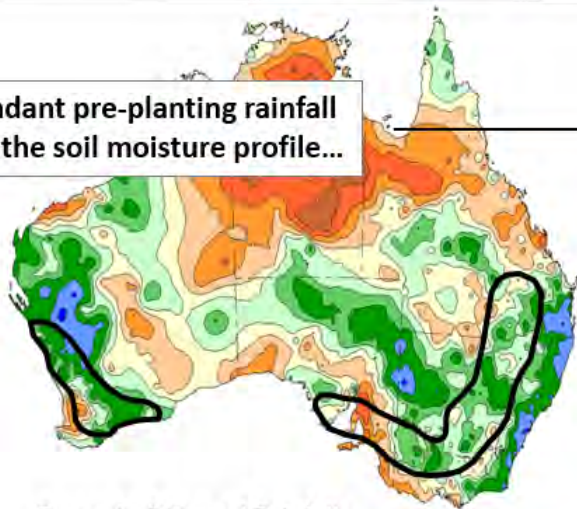 ndant pre-planting rainfall
the soil moisture profile...